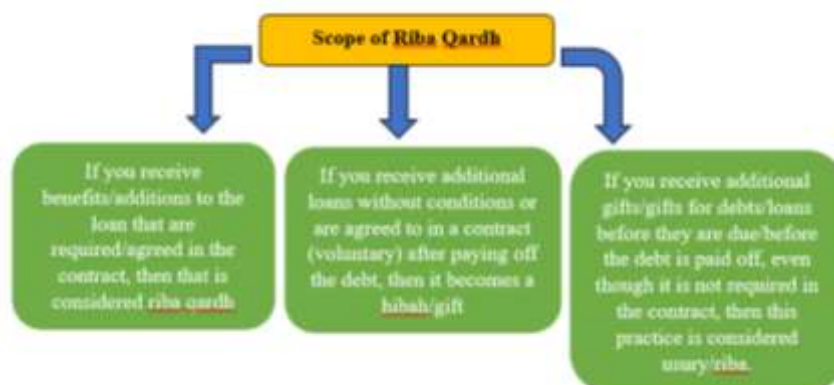 Scope of Riba Qardh
If you receive
benefits/additions to the
loan that are
required/agreed in the
contract, then that is
considered riba qardh
If you receive additional
loans without conditions or
are agreed to in a contract
(voluntary) after paying off
the debt, then it becomes a
hibah/gift
If you receive additional
gifts/gifts for debts/loans
before they are due/before
the debt is paid off, even
though it is not required in
the contract, then this
practice is considered
usury/riba.